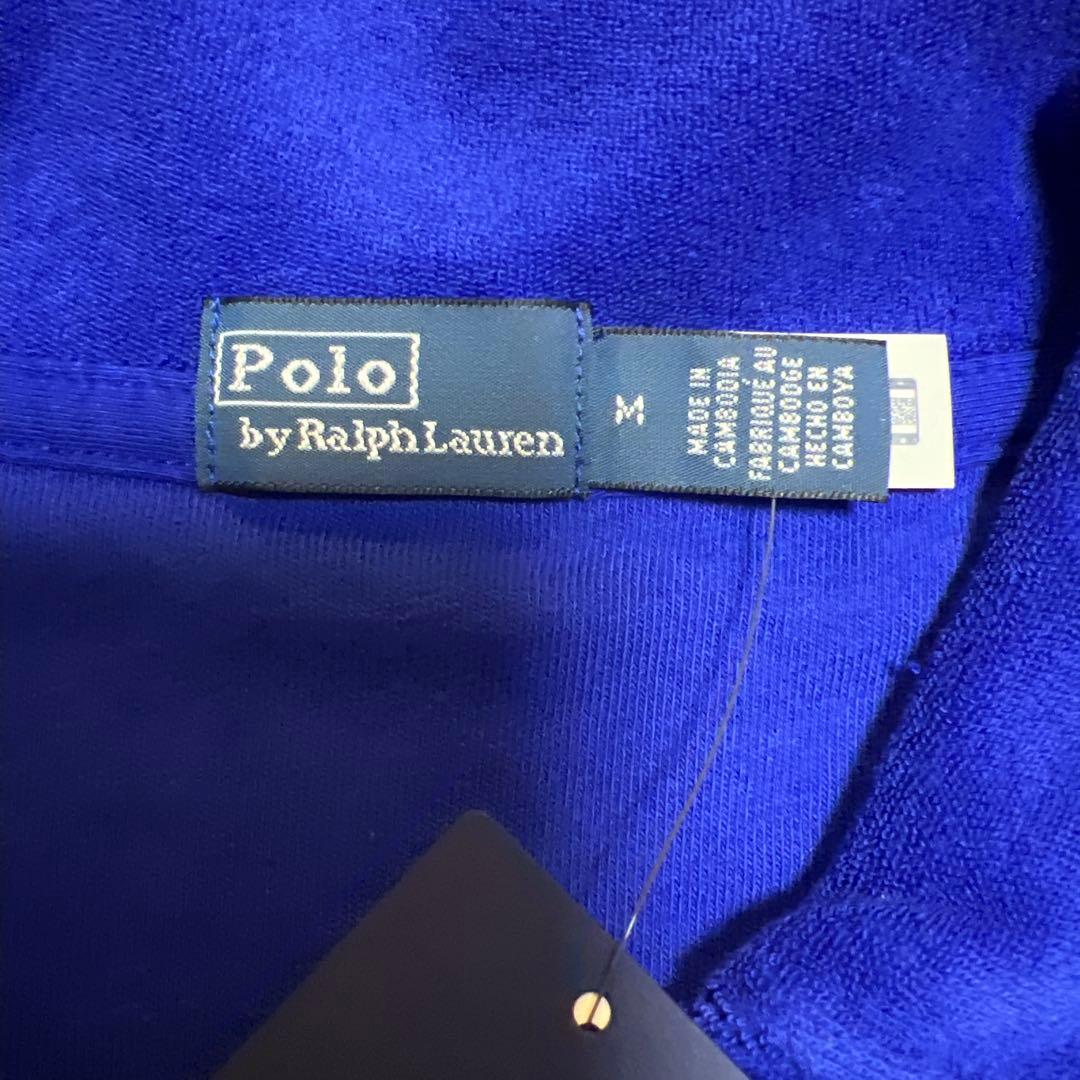 Polo
by Ralph Lauren
M
MADE IN
CAMBODIA
FABRIQUÉ AU
CAMBODGE
HECHO EN
CAMBOYA